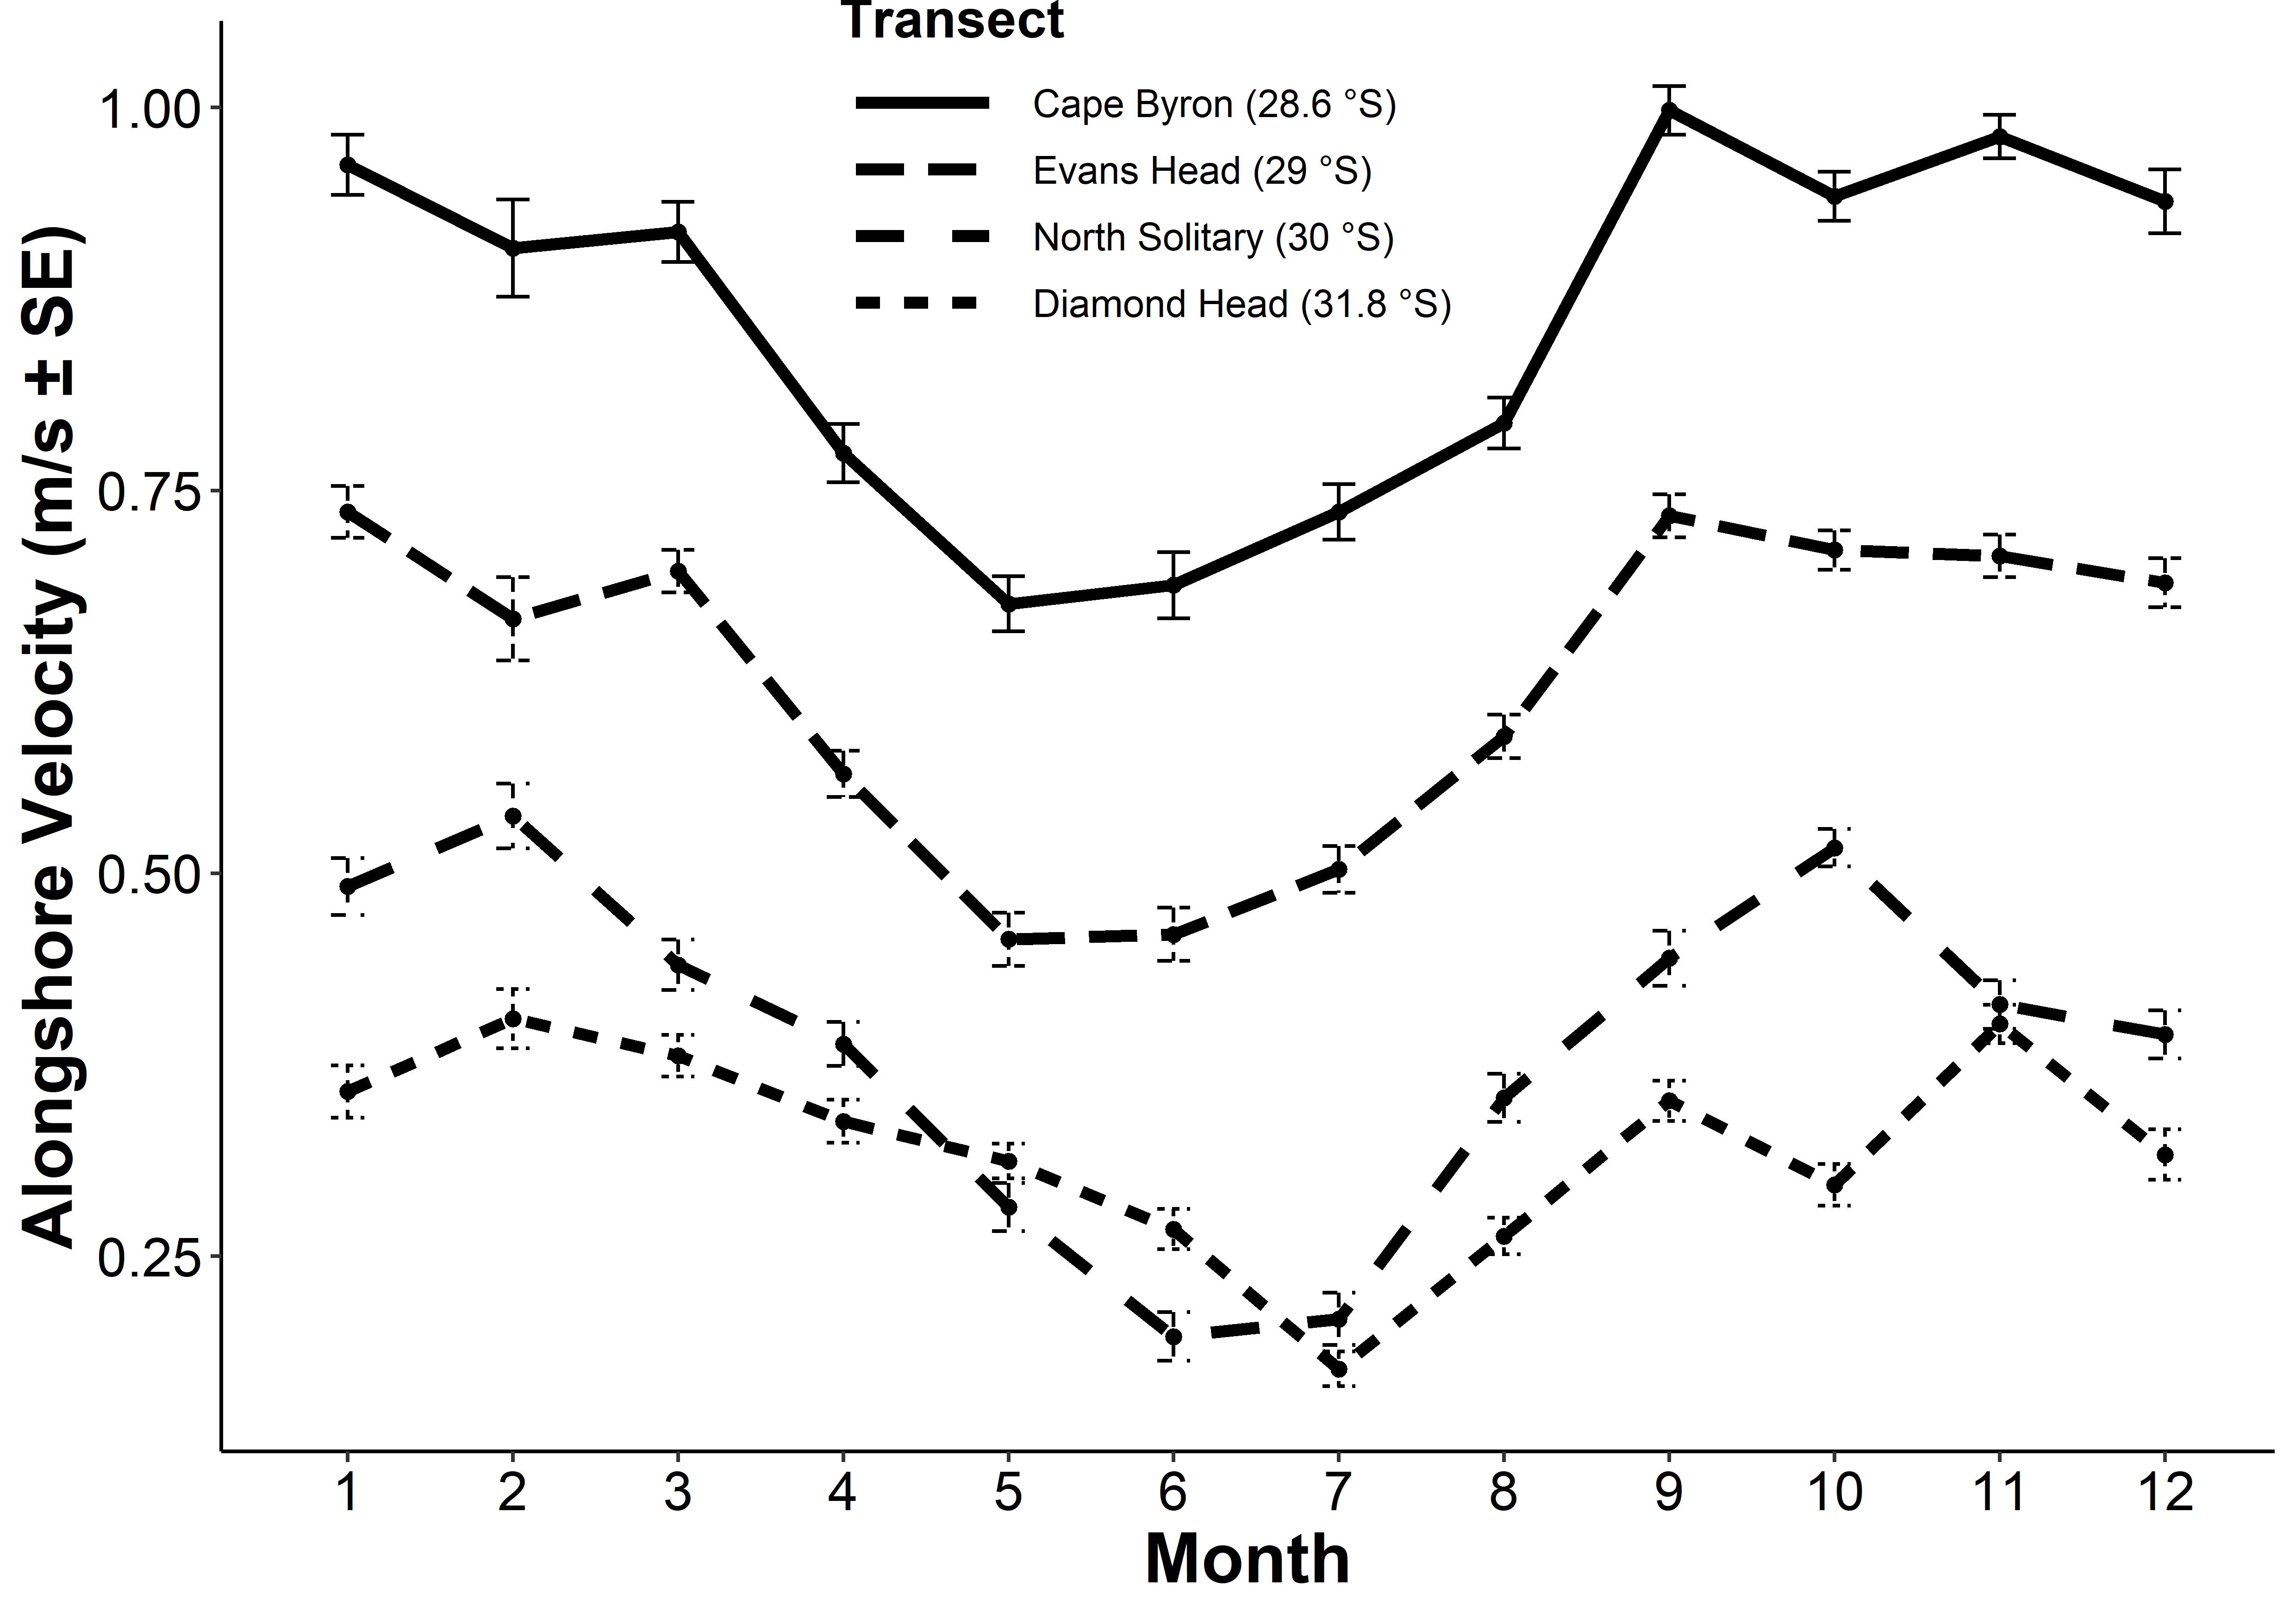 Transect
Cape Byron (28.6 °S)
Evans Head (29 °S)
North Solitary (30 °S)
Diamond Head (31.8 °S)
Alongshore Velocity (m/s ± SE)
1.00
0.75
0.50
0.25
1 2 3 4 5 6 7 8 9 10 11 12
Month